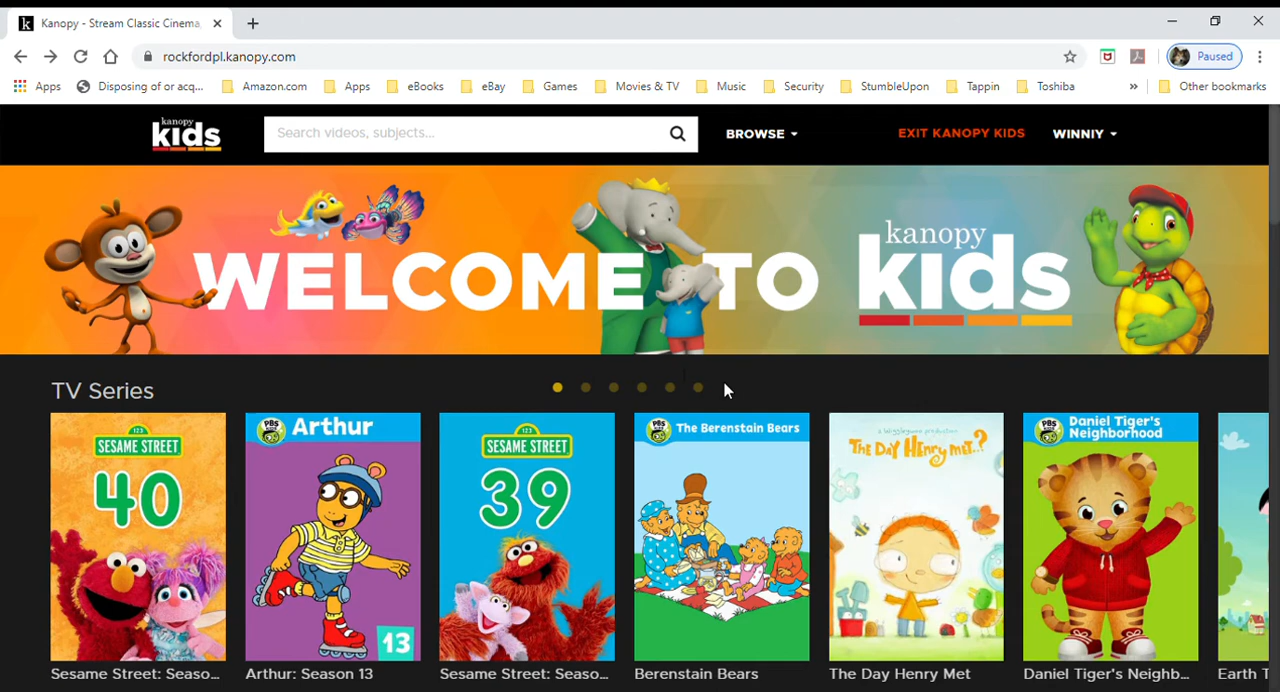 k Kanopy - Stream Classic Cinema,
rockfordpl.kanopy.com
Paused
Apps Disposing of or acq... Amazon.com Apps eBooks eBay Games Movies & TV Music Security StumbleUpon Tappin Toshiba » Other bookmarks
kanopy
kids
Search videos, subjects...
BROWSE
EXIT KANOPY KIDS
WINNIY
WELCOME TO
kanopy
kids
TV Series
123
SESAME STREET
40
PBS
KIDS
Arthur
13
123
SESAME STREET
39
PBS
KIDS
The Berenstain Bears
a Wigglywoo production
THE DAY HENRY MET..?
PBS
KIDS
Daniel Tiger's
Neighborhood
Sesame Street: Seaso...
Arthur: Season 13
Sesame Street: Seaso...
Berenstain Bears
The Day Henry Met
Daniel Tiger's Neighb...
Earth T